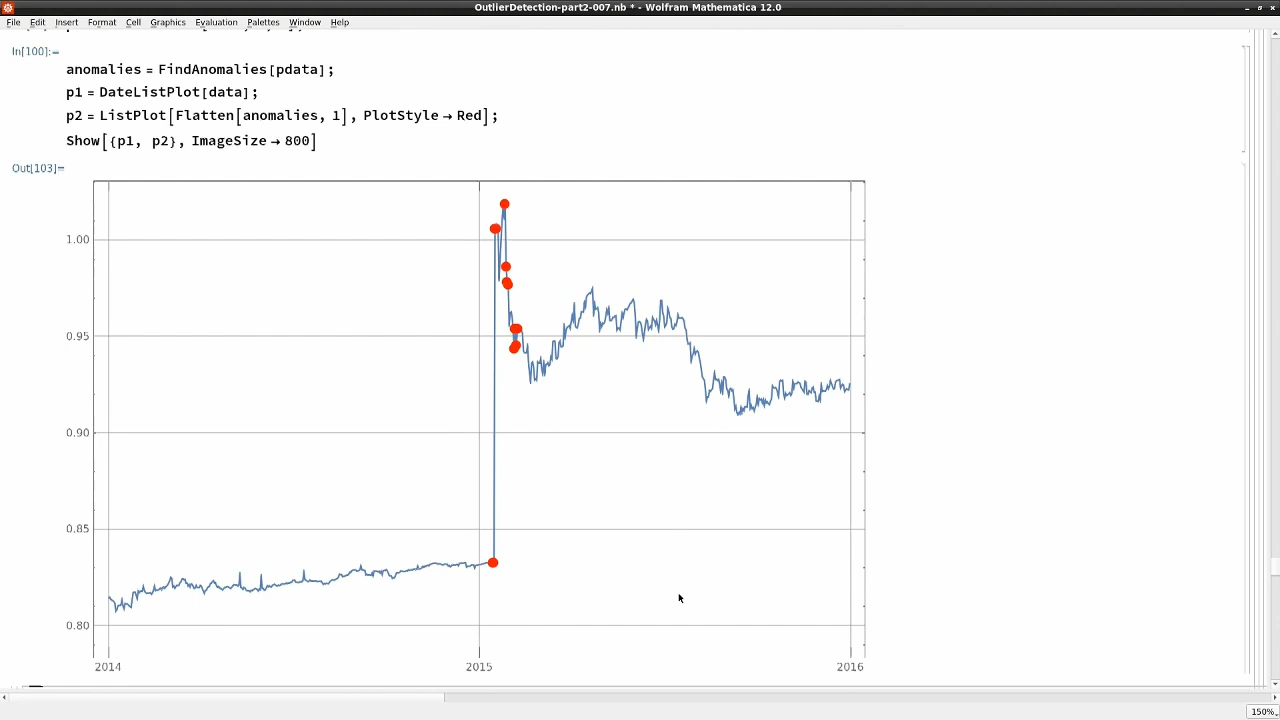 OutlierDetection-part2-007.nb * - Wolfram Mathematica 12.0
File Edit Insert Format Cell Graphics Evaluation Palettes Window Help
In[100]:=
anomalies = FindAnomalies[pdata];
p1 = DateListPlot[data];
p2 = ListPlot[Flatten[anomalies, 1], PlotStyle → Red];
Show[{p1, p2}, ImageSize → 800]
Out[103]=
1.00
0.95
0.90
0.85
0.80
2014 2015 2016
150%